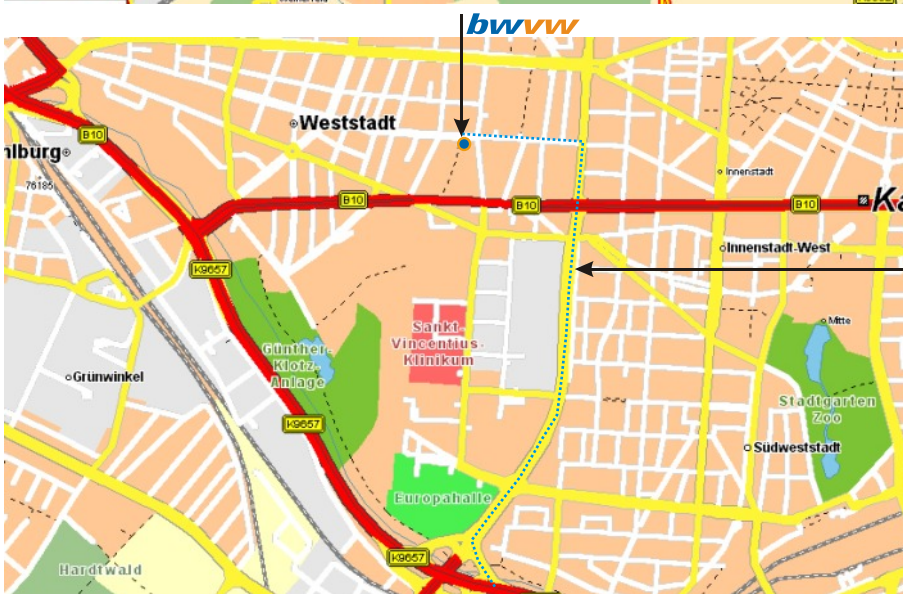 bwvw
Weststadt
B10
hlburg
76185
Innenstadt
B10
B10
B10
Ka
Innenstadt-West
K9657
Mitte
Sankt-
Vincentius-
Klinikum
Günther-
Klotz-
Anlage
Grünwinkel
Stadtgarten
Zoo
K9657
Südweststadt
Europahalle
K9657
Hardtwald